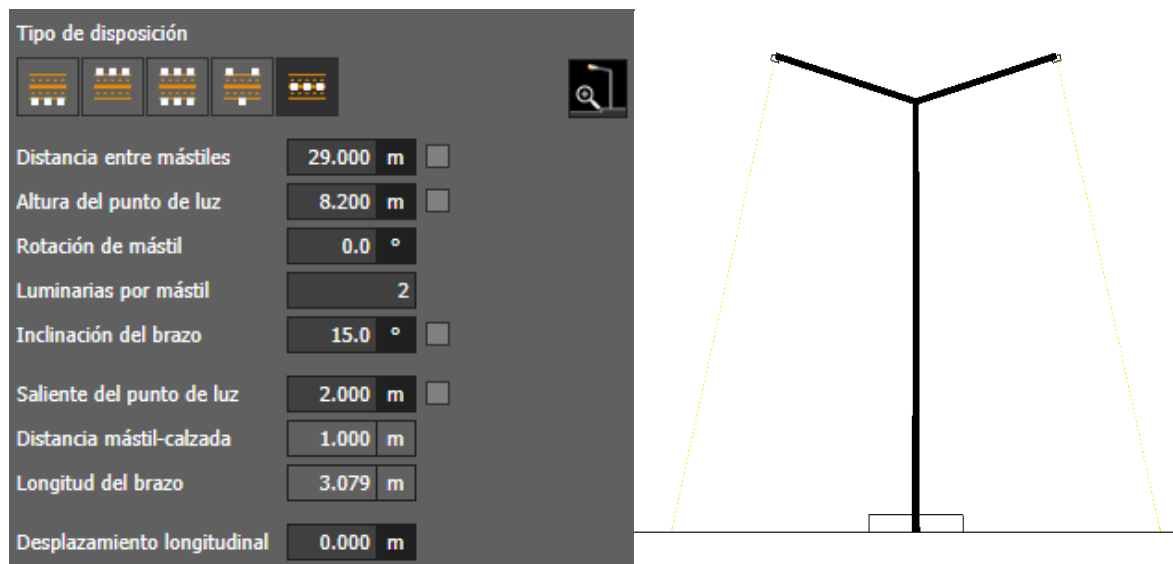 Tipo de disposición
Distancia entre mástiles 29.000 m
Altura del punto de luz 8.200 m
Rotación de mástil 0.0 °
Luminarias por mástil 2
Inclinación del brazo 15.0 °
Saliente del punto de luz 2.000 m
Distancia mástil-calzada 1.000 m
Longitud del brazo 3.079 m
Desplazamiento longitudinal 0.000 m